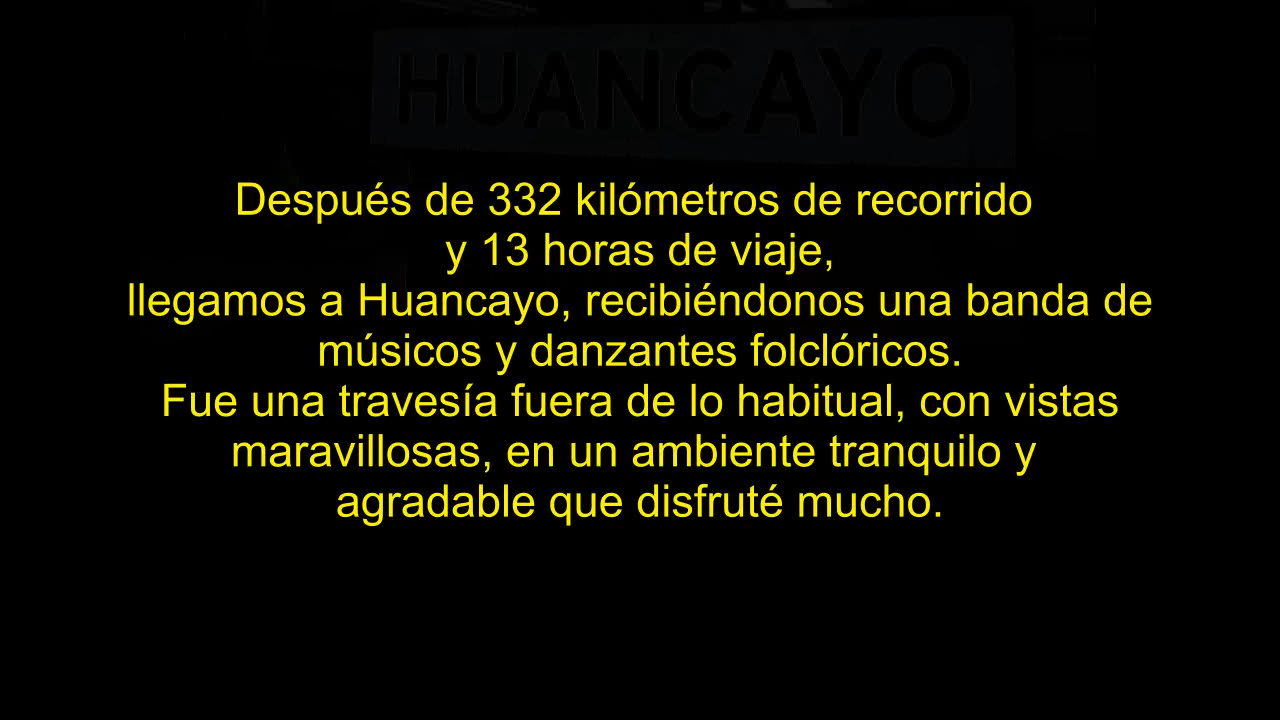 HUANCAYO
Después de 332 kilómetros de recorrido
y 13 horas de viaje,
llegamos a Huancayo, recibiéndonos una banda de
músicos y danzantes folclóricos.
Fue una travesía fuera de lo habitual, con vistas
maravillosas, en un ambiente tranquilo y
agradable que disfruté mucho.